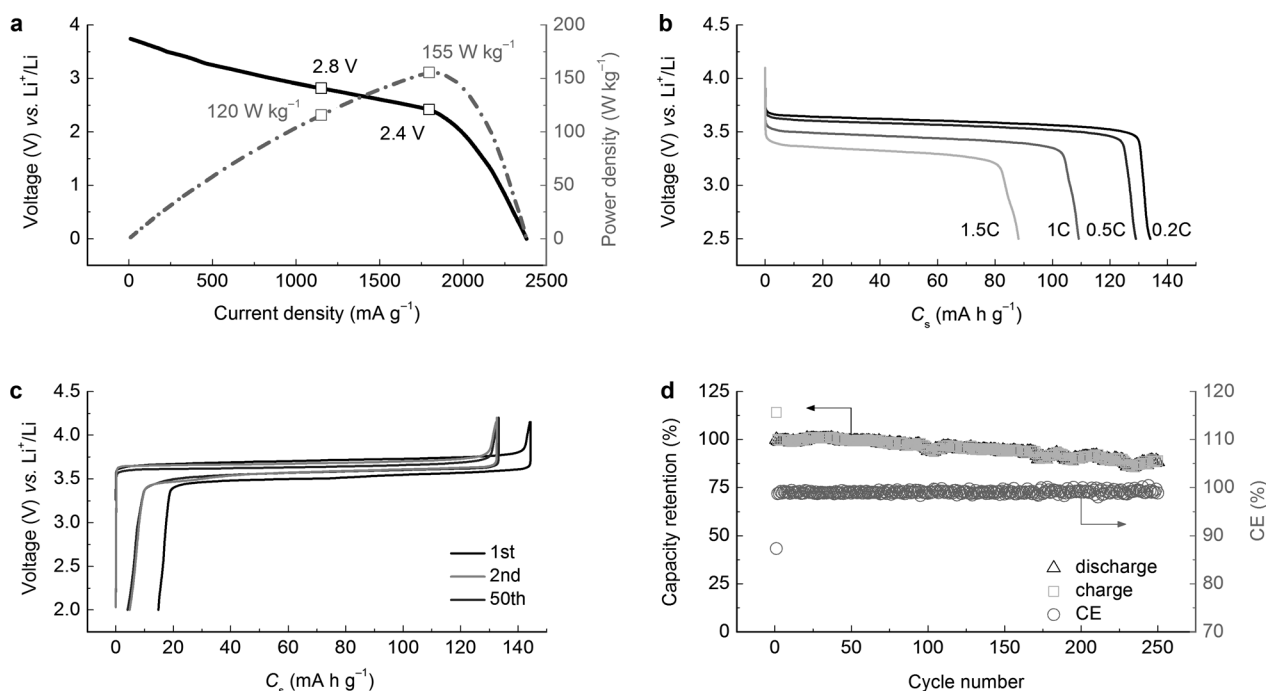 a
Voltage (V) vs. Li⁺/Li
4
3
2
1
0
200
150
100
50
0
Power density (W kg⁻¹)
155 W kg⁻¹
2.8 V
120 W kg⁻¹
2.4 V
0
500
1000
1500
2000
2500
Current density (mA g⁻¹)
b
Voltage (V) vs. Li⁺/Li
4.5
4.0
3.5
3.0
2.5
1.5C
1C
0.5C
0.2C
0
20
40
60
80
100
120
140
Cₛ (mA h g⁻¹)
c
Voltage (V) vs. Li⁺/Li
4.5
4.0
3.5
3.5
2.5
2.0
1st
2nd
50th
0
20
40
60
80
100
120
140
Cₛ (mA h g⁻¹)
d
Capacity retention (%)
125
100
75
50
25
0
120
110
100
90
80
70
CE (%)
discharge
charge
CE
0
50
100
150
200
250
Cycle number